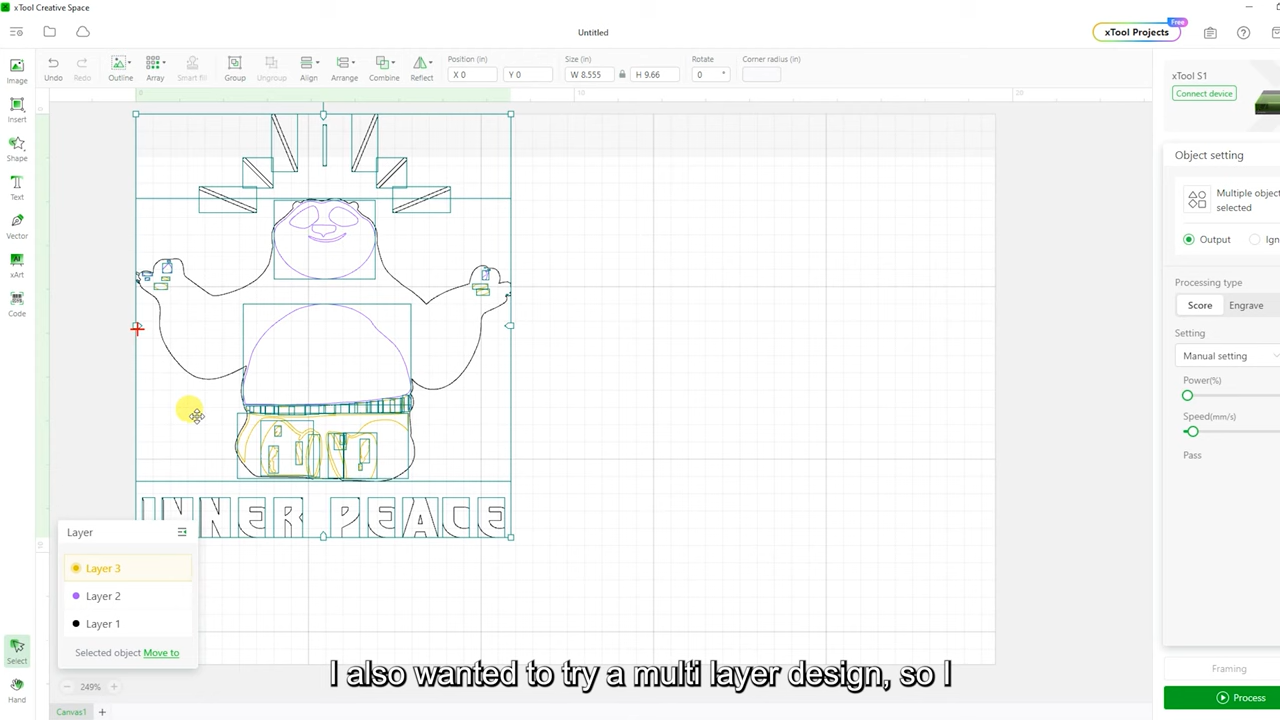 xTool Creative Space
Untitled
Free
xTool Projects
Undo
Redo
Outline
Array
Smart fill
Group
Ungroup
Align
Arrange
Combine
Reflect
Position (in)
X 0
Y 0
Size (in)
W 8.555
H 9.66
Rotate
0 °
Corner radius (in)
0
10
20
Image
Insert
Shape
Text
Vector
xArt
Code
Select
Hand
xTool S1
Connect device
Object setting
Multiple object
selected
Output
Ign
Processing type
Score
Engrave
Setting
Manual setting
Power(%)
Speed(mm/s)
Pass
Framing
Process
INNER PEACE
Layer
Layer 3
Layer 2
Layer 1
Selected object Move to
249%
Canvas1
I also wanted to try a multi layer design, so I